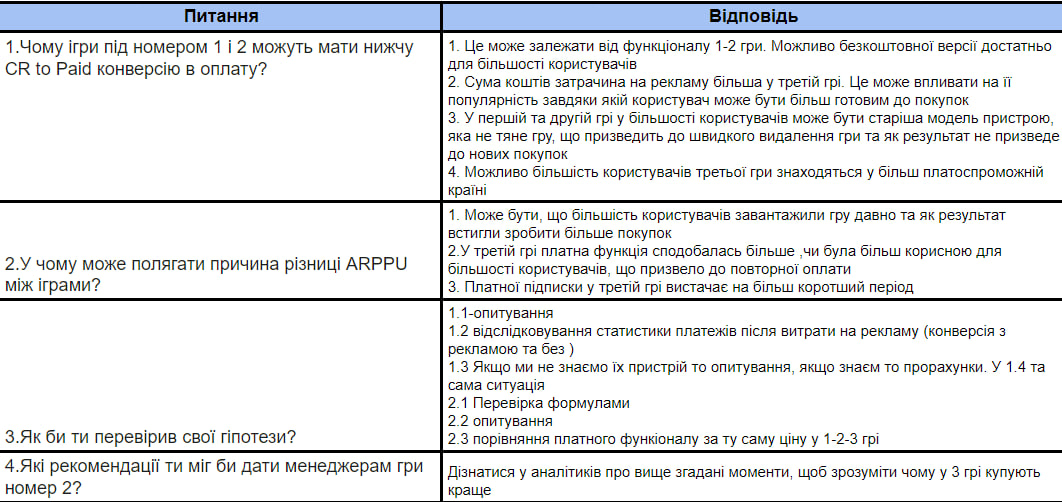 Питання
Відповідь
1.Чому ігри під номером 1 і 2 можуть мати нижчу
CR to Paid конверсію в оплату?
1. Це може залежати від функціоналу 1-2 гри. Можливо безкоштовної версії достатньо
для більшості користувачів
2. Сума коштів затрачина на рекламу більша у третій грі. Це може впливати на її
популярність завдяки якій користувач може бути більш готовим до покупок
3. У першій та другій грі у більшості користувачів може бути старіша модель пристрою,
яка не тяне гру, що призведить до швидкого видалення гри та як результат не призведе
до нових покупок
4. Можливо більшість користувачів третьої гри знаходяться у більш платоспроможній
країні
2.У чому може полягати причина різниці ARPPU
між іграми?
1. Може бути, що більшість користувачів завантажили гру давно та як результат
встигли зробити більше покупок
2.У третій грі платна функція сподобалась більше ,чи була більш корисною для
більшості користувачів, що призвело до повторної оплати
3. Платної підписки у третій грі вистачає на більш коротший період
3.Як би ти перевірив свої гіпотези?
1.1-опитування
1.2 відслідковування статистики платежів після витрати на рекламу (конверсія з
рекламою та без )
1.3 Якщо ми не знаємо їх пристрій то опитування, якщо знаєм то прорахунки. У 1.4 та
сама ситуація
2.1 Перевірка формулами
2.2 опитування
2.3 порівняння платного функіоналу за ту саму ціну у 1-2-3 грі
4.Які рекомендації ти міг би дати менеджерам гри
номер 2?
Дізнатися у аналітиків про вище згадані моменти, щоб зрозуміти чому у 3 грі купують
краще